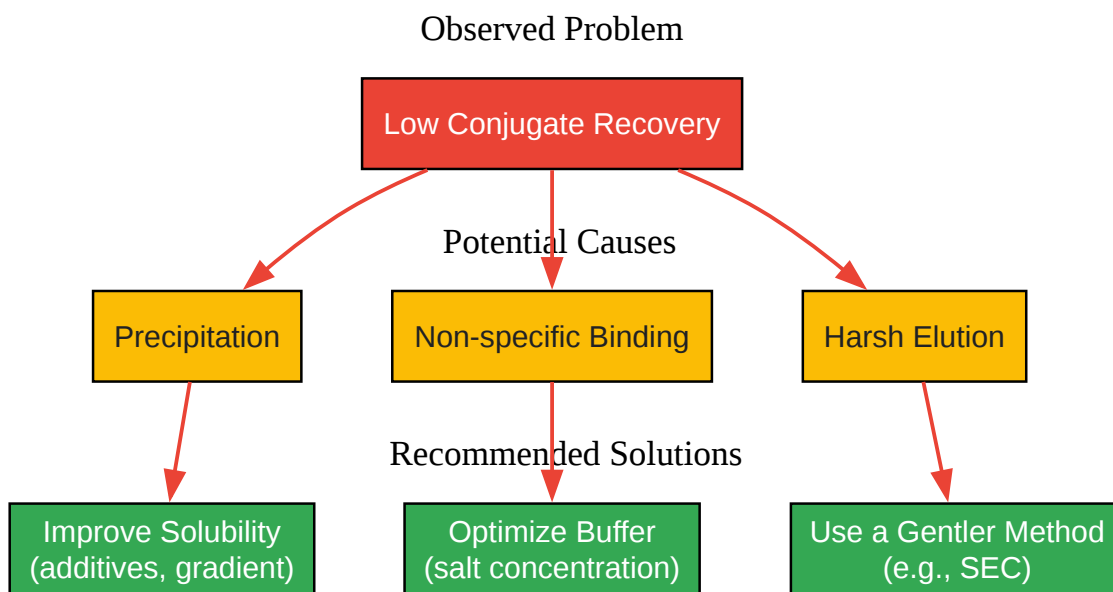 Observed Problem
Low Conjugate Recovery
Potential Causes
Precipitation
Non-specific Binding
Harsh Elution
Recommended Solutions
Improve Solubility
(additives, gradient)
Optimize Buffer
(salt concentration)
Use a Gentler Method
(e.g., SEC)